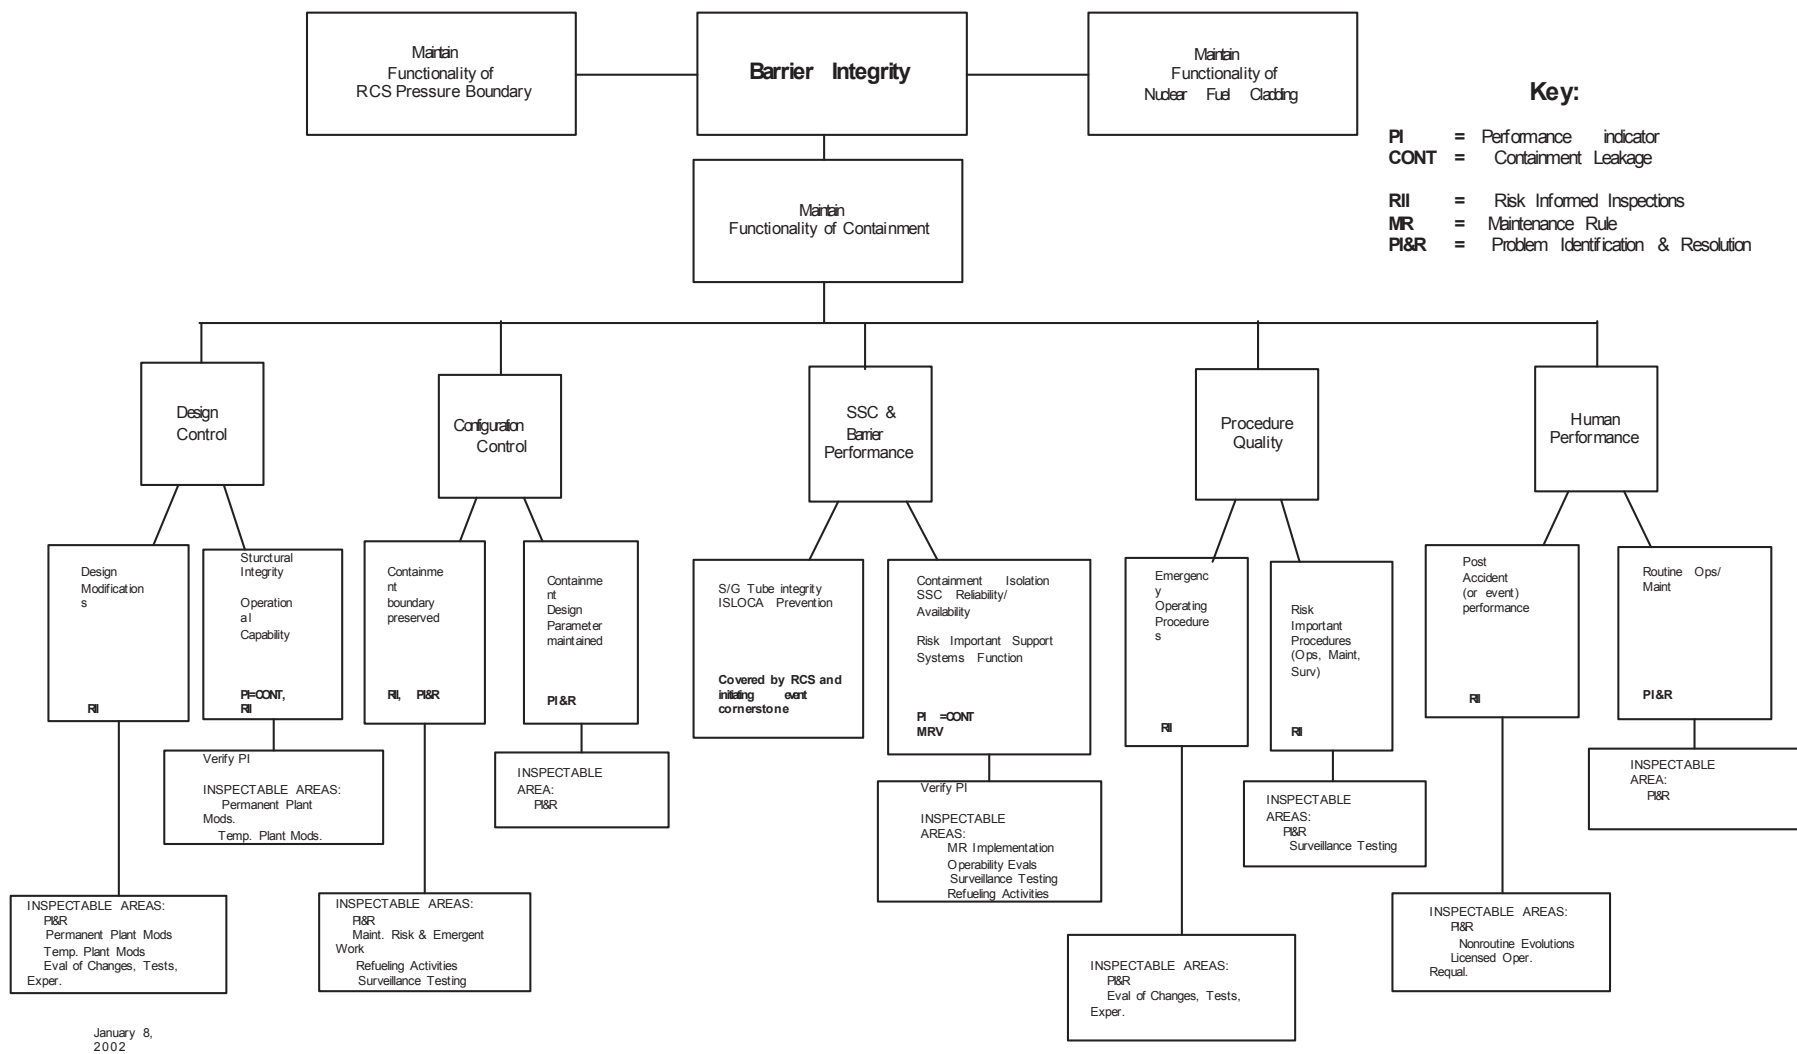 Maintain
Functionality of
RCS Pressure Boundary
Barrier Integrity
Maintain
Functionality of
Nuclear Fuel Cladding
Key:
PI = Performance indicator
CONT = Containment Leakage
RII = Risk Informed Inspections
MR = Maintenance Rule
PI&R = Problem Identification & Resolution
Maintain
Functionality of Containment
Design
Control
Configuration
Control
SSC &
Barrier
Performance
Procedure
Quality
Human
Performance
Design
Modification
s
RII
Sturctural
Integrity
Operation
al
Capability
PI=CONT,
RII
Containme
nt
boundary
preserved
RII, PI&R
Containme
nt
Design
Parameter
maintained
PI&R
S/G Tube integrity
ISLOCA Prevention
Covered by RCS and
initiating event
cornerstone
Containment Isolation
SSC Reliability/
Availability
Risk Important Support
Systems Function
PI =CONT
MRV
Emergenc
y
Operating
Procedure
s
RII
Risk
Important
Procedures
(Ops, Maint,
Surv)
RII
Post
Accident
(or event)
performance
RII
Routine Ops/
Maint
PI&R
Verify PI
INSPECTABLE AREAS:
Permanent Plant
Mods.
Temp. Plant Mods.
INSPECTABLE
AREA:
PI&R
Verify PI
INSPECTABLE
AREAS:
MR Implementation
Operability Evals
Surveillance Testing
Refueling Activities
INSPECTABLE
AREAS:
PI&R
Surveillance Testing
INSPECTABLE
AREA:
PI&R
INSPECTABLE AREAS:
PI&R
Permanent Plant Mods
Temp. Plant Mods
Eval of Changes, Tests,
Exper.
INSPECTABLE AREAS:
PI&R
Maint. Risk & Emergent
Work
Refueling Activities
Surveillance Testing
INSPECTABLE AREAS:
PI&R
Eval of Changes, Tests,
Exper.
INSPECTABLE AREAS:
PI&R
Nonroutine Evolutions
Licensed Oper.
Requal.
January 8,
2002